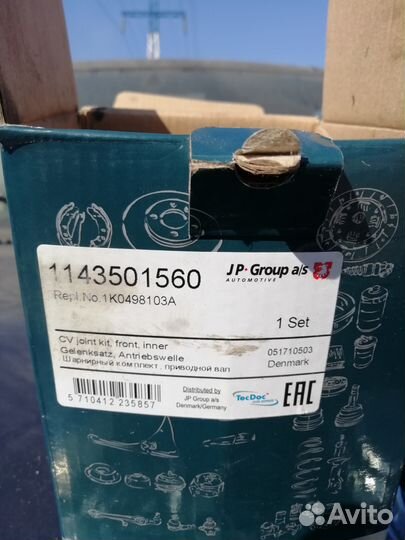 1143501560
JP Group a/s
AUTOMOTIVE
Repl.No.1K0498103A
1 Set
CV joint kit, front, inner
Gelenksatz, Antriebswelle
Шарнирный комплект, приводной вал
051710503
Denmark
5 710412 235857
Distributed by
JP Group a/s
Denmark/Germany
TecDoc
EAC
Avito